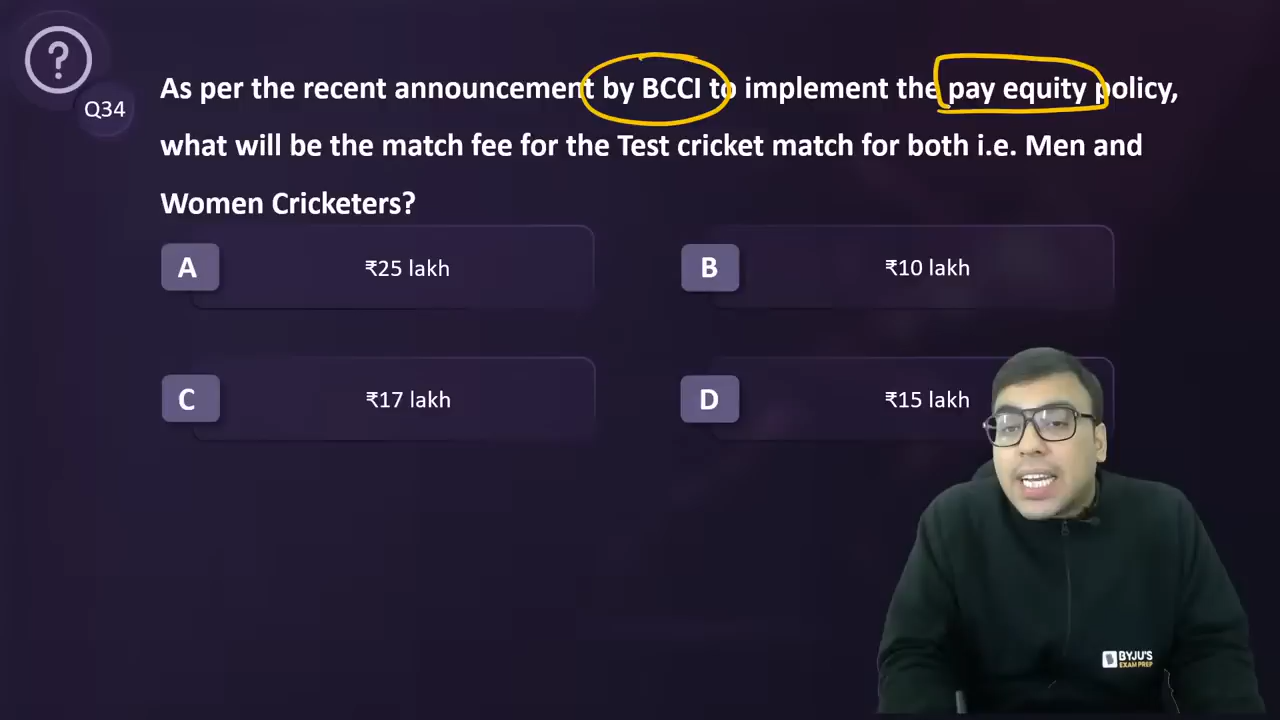 ?
Q34
As per the recent announcement by BCCI to implement the pay equity policy,
what will be the match fee for the Test cricket match for both i.e. Men and
Women Cricketers?
A ₹25 lakh
B ₹10 lakh
C ₹17 lakh
D ₹15 lakh
BYJU'S
EXAM PREP